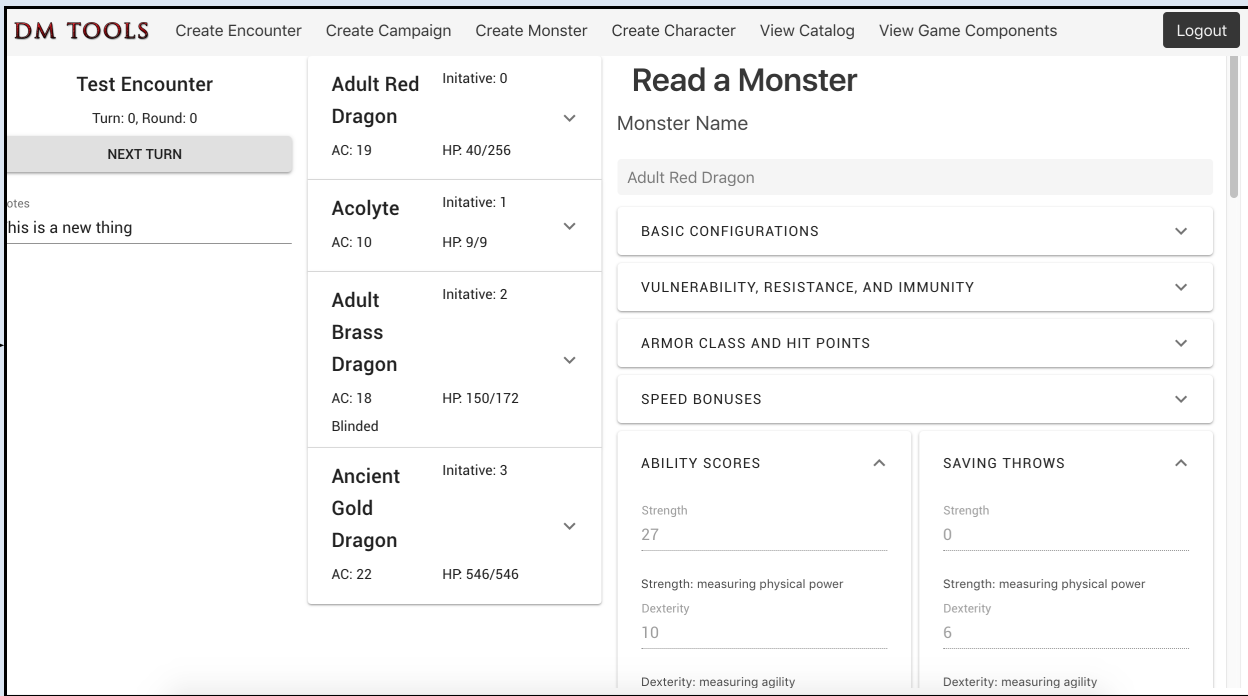 DM TOOLS Create Encounter Create Campaign Create Monster Create Character View Catalog View Game Components Logout
Test Encounter
Turn: 0, Round: 0
NEXT TURN
otes
his is a new thing
Adult Red
Dragon
Initative: 0
AC: 19 HP: 40/256
Acolyte
Initative: 1
AC: 10 HP: 9/9
Adult
Brass
Dragon
Initative: 2
AC: 18 HP: 150/172
Blinded
Ancient
Gold
Dragon
Initative: 3
AC: 22 HP: 546/546
Read a Monster
Monster Name
Adult Red Dragon
BASIC CONFIGURATIONS
VULNERABILITY, RESISTANCE, AND IMMUNITY
ARMOR CLASS AND HIT POINTS
SPEED BONUSES
ABILITY SCORES
Strength
27
Strength: measuring physical power
Dexterity
10
Dexterity: measuring agility
SAVING THROWS
Strength
0
Strength: measuring physical power
Dexterity
6
Dexterity: measuring agility